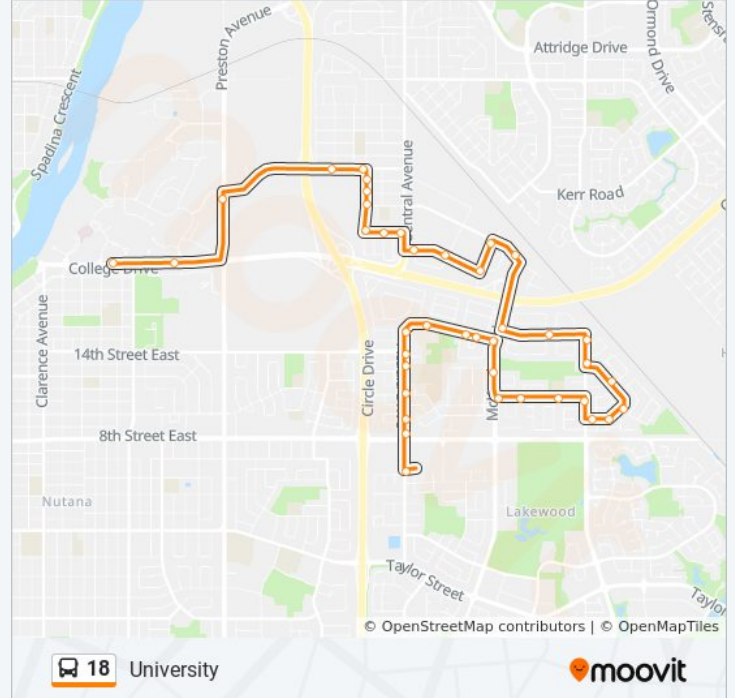 Preston Avenue
Ormond Drive
Attridge Drive
Spadina Crescent
Central Avenue
Kerr Road
College Drive
Clarence Avenue
14th Street East
Circle Drive
8th Street East
Nutana
Lakewood
Taylor Street
Taylor
© OpenStreetMap contributors | © OpenMapTiles
18 University
moovit